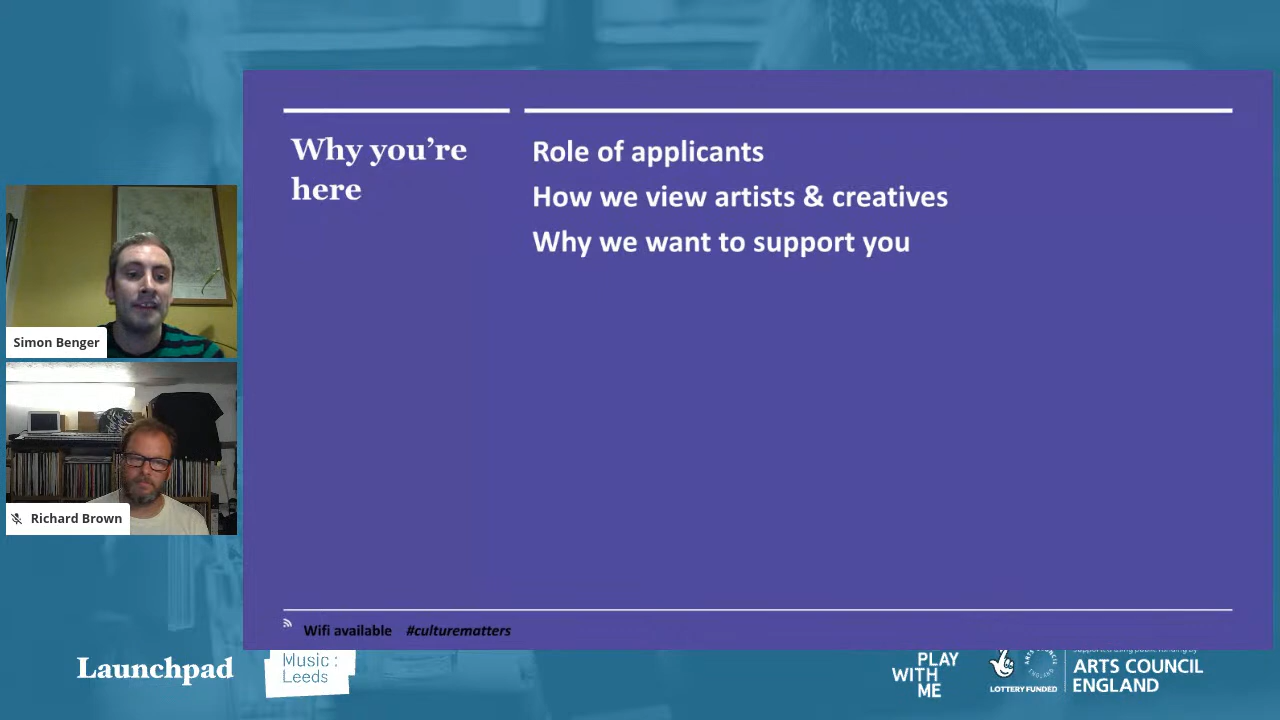 Why you're
here
Role of applicants
How we view artists & creatives
Why we want to support you
Simon Benger
Richard Brown
Wifi available #culturematters
Launchpad
Music:
Leeds
PLAY
WITH
ME
LOTTERY FUNDED
ARTS COUNCIL
ENGLAND